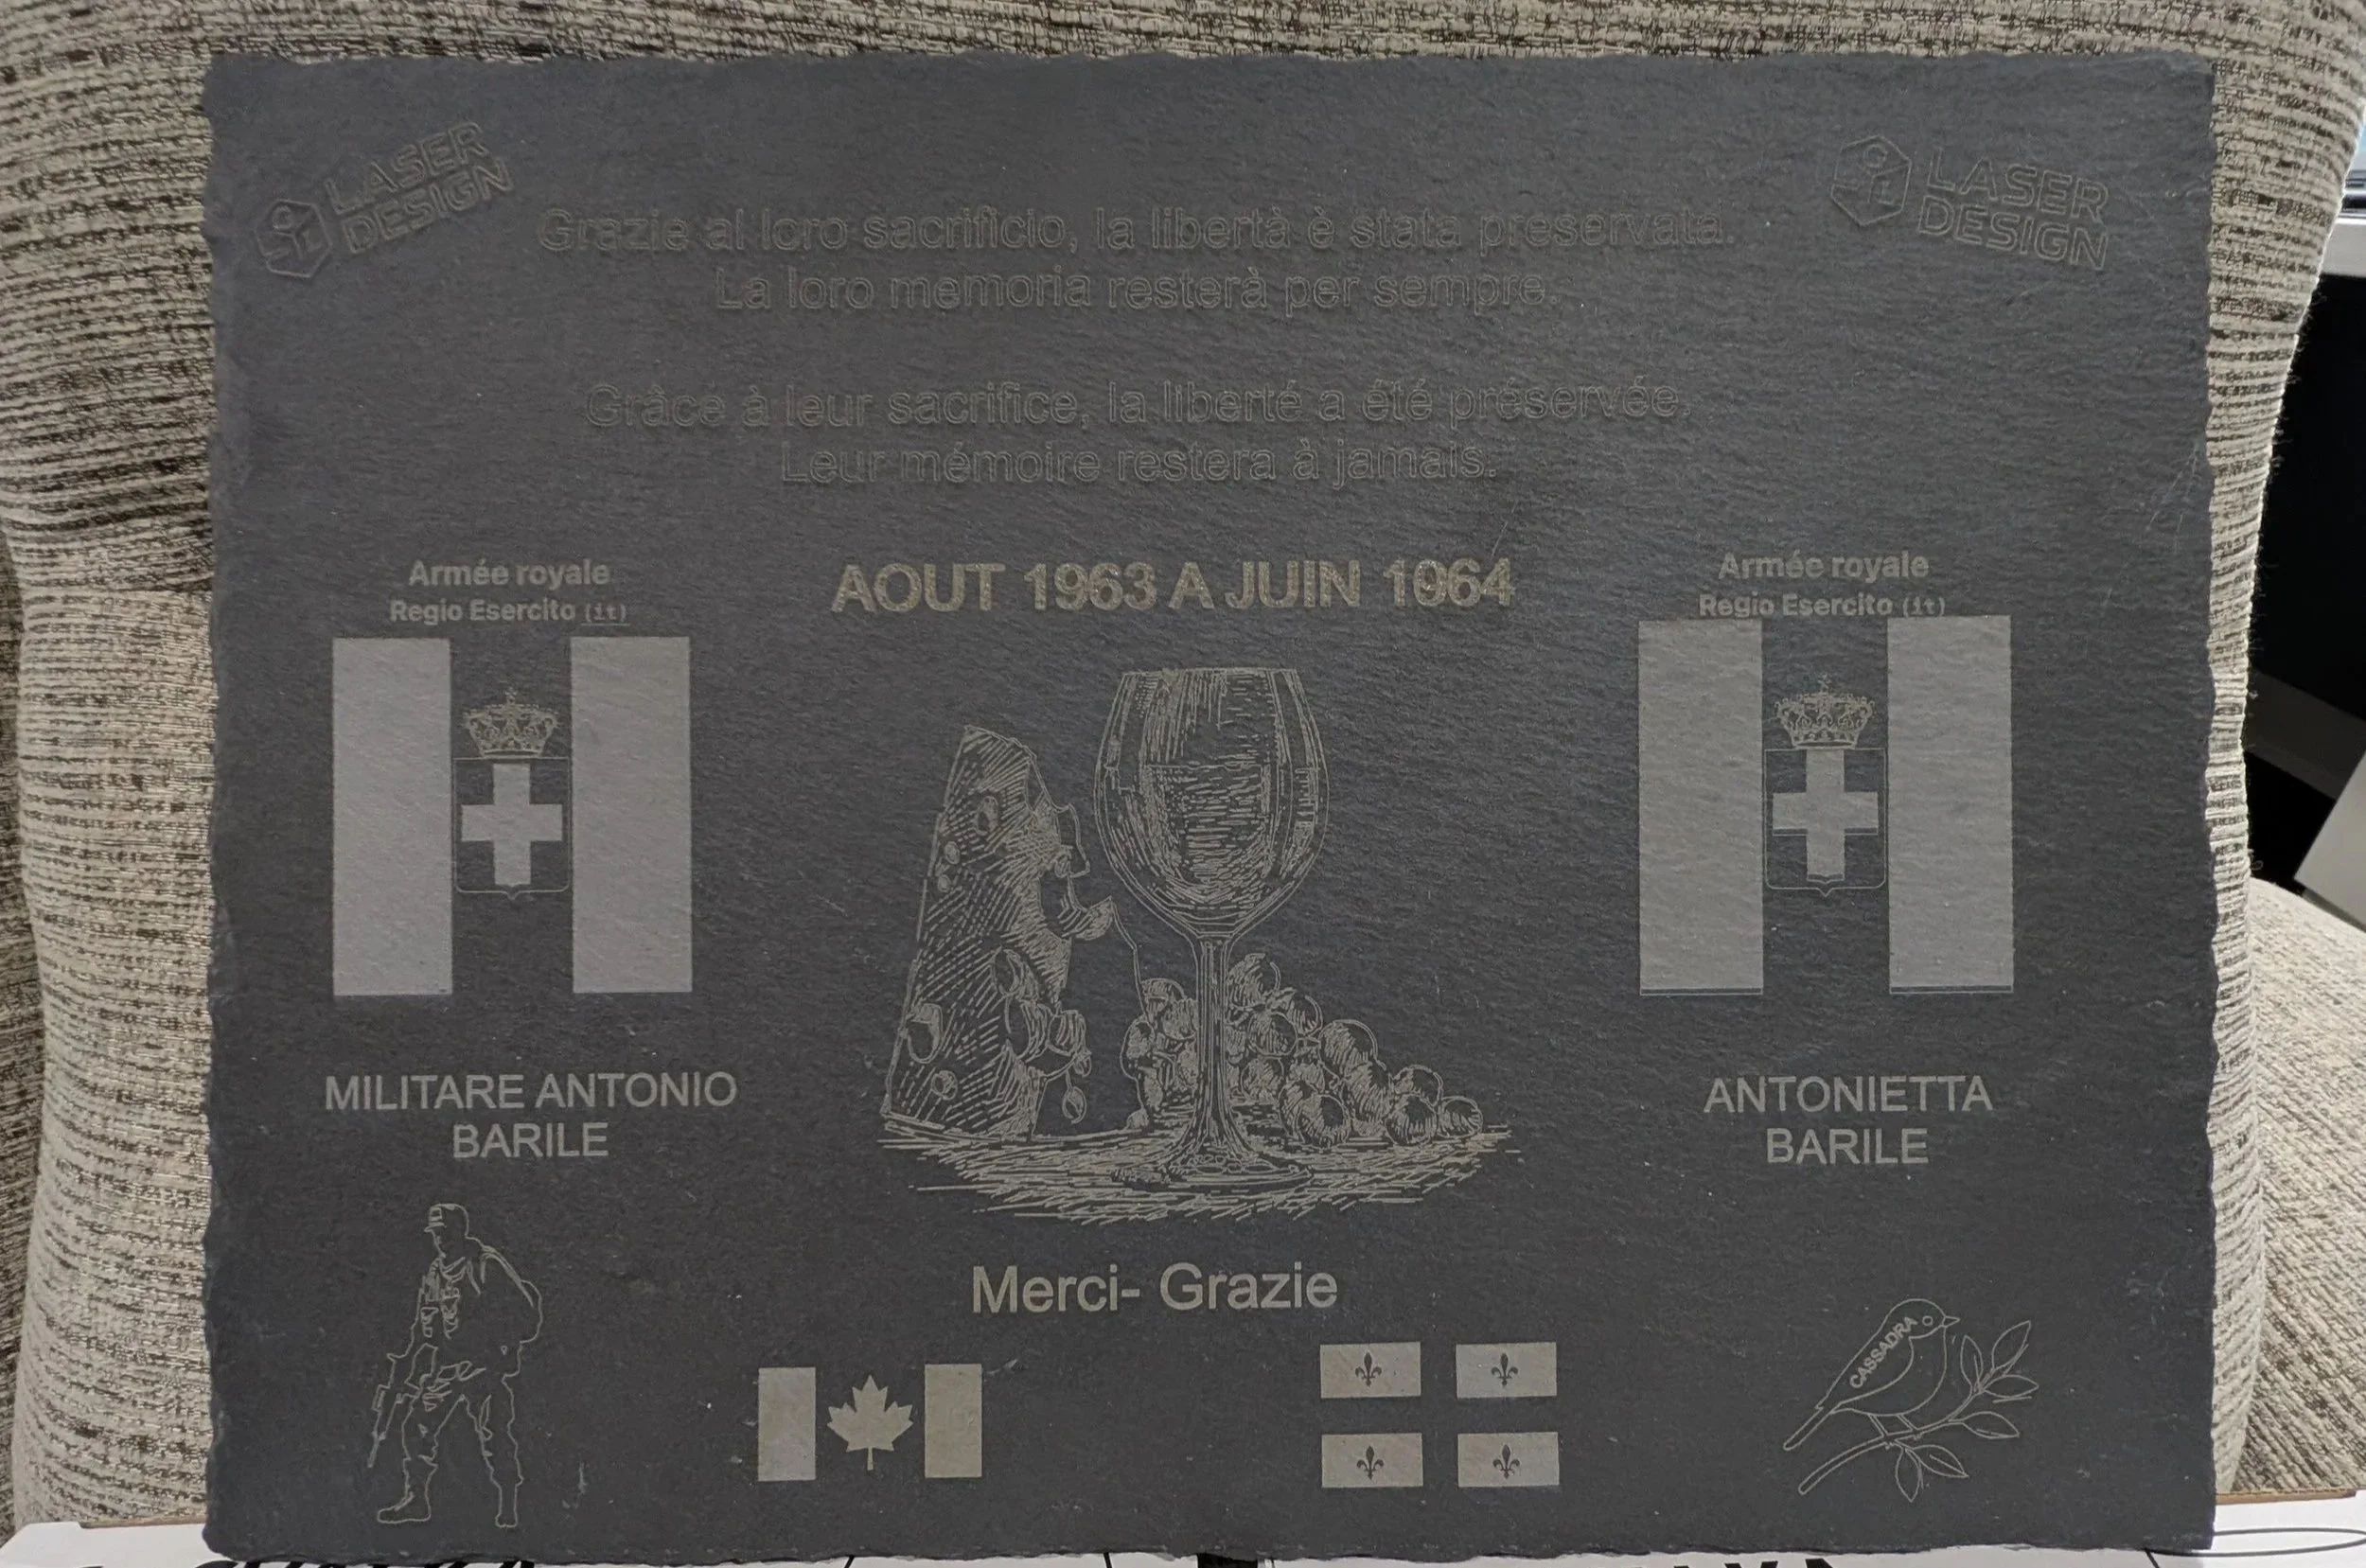 LASER
DESIGN
GL
LASER
DESIGN
Grazie al loro sacrificio, la libertà è stata preservata.
La loro memoria resterà per sempre.
Grâce à leur sacrifice, la liberté a été préservée.
Leur mémoire restera à jamais.
Armée royale
Regio Esercito (it)
AOUT 1963 A JUIN 1964
Armée royale
Regio Esercito (it)
MILITARE ANTONIO
BARILE
ANTONIETTA
BARILE
Merci- Grazie
CASSADRA